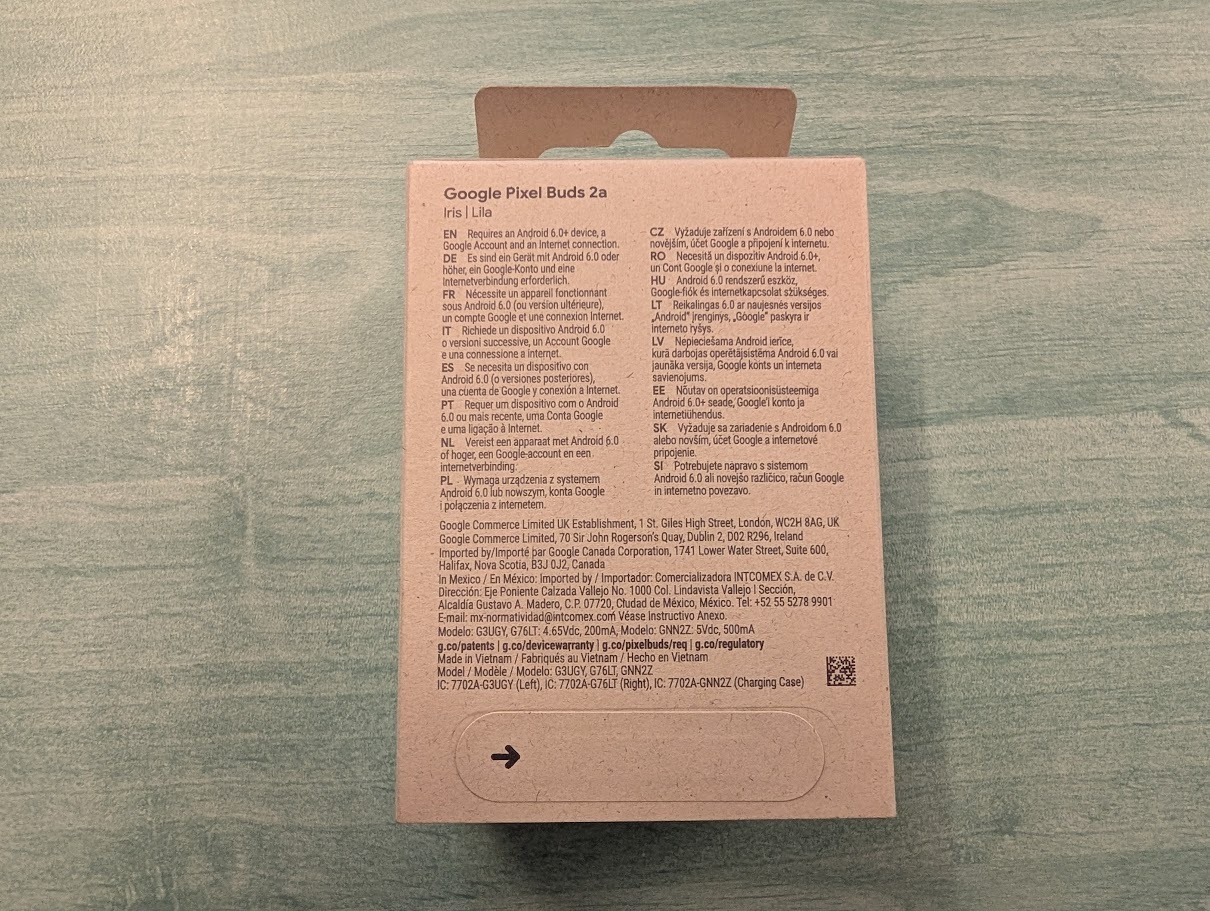 Google Pixel Buds 2a
Iris | Lila
EN Requires an Android 6.0+ device, a
Google Account and an Internet connection.
DE Es sind ein Gerät mit Android 6.0 oder
höher, ein Google-Konto und eine
Internetverbindung erforderlich.
FR Nécessite un appareil fonctionnant
sous Android 6.0 (ou version ultérieure),
un compte Google et une connexion Internet.
IT Richiede un dispositivo Android 6.0
o versioni successive, un Account Google
e una connessione a internet.
ES Se necesita un dispositivo con
Android 6.0 (o versiones posteriores),
una cuenta de Google y conexión a Internet.
PT Requer um dispositivo com o Android
6.0 ou mais recente, uma Conta Google
e uma ligação à Internet.
NL Vereist een apparaat met Android 6.0
of hoger, een Google-account en een
internetverbinding.
PL Wymaga urządzenia z systemem
Android 6.0 lub nowszym, konta Google
i połączenia z internetem.
CZ Vyžaduje zařízení s Androidem 6.0 nebo
novějším, účet Google a připojení k internetu.
RO Necesită un dispozitiv Android 6.0+,
un Cont Google și o conexiune la internet.
HU Android 6.0 rendszerű eszköz,
Google-fiók és internetkapcsolat szükséges.
LT Reikalingas 6.0 ar naujesnės versijos
„Android“ įrenginys, „Google“ paskyra ir
interneto ryšys.
LV Nepieciešama Android ierīce,
kurā darbojas operētājsistēma Android 6.0 vai
jaunāka versija, Google konts un interneta
savienojums.
EE Nõutav on operatsioonisüsteemiga
Android 6.0+ seade, Google'i konto ja
internetiühendus.
SK Vyžaduje sa zariadenie s Androidom 6.0
alebo novším, účet Google a internetové
pripojenie.
SI Potrebujete napravo s sistemom
Android 6.0 ali novejšo različico, račun Google
in internetno povezavo.
Google Commerce Limited UK Establishment, 1 St. Giles High Street, London, WC2H 8AG, UK
Google Commerce Limited, 70 Sir John Rogerson's Quay, Dublin 2, D02 R296, Ireland
Imported by/Importé par Google Canada Corporation, 1741 Lower Water Street, Suite 600,
Halifax, Nova Scotia, B3J 0J2, Canada
In Mexico / En México: Imported by / Importador: Comercializadora INTCOMEX S.A. de C.V.
Dirección: Eje Poniente Calzada Vallejo No. 1000 Col. Lindavista Vallejo I Sección,
Alcaldía Gustavo A. Madero, C.P. 07720, Ciudad de México, México. Tel: +52 55 5278 9901
E-mail: mx-normatividad@intcomex.com Véase Instructivo Anexo.
Modelo: G3UGY, G76LT: 4.65Vdc, 200mA, Modelo: GNN2Z: 5Vdc, 500mA
g.co/patents | g.co/devicewarranty | g.co/pixelbuds/req | g.co/regulatory
Made in Vietnam / Fabriqués au Vietnam / Hecho en Vietnam
Model / Modèle / Modelo: G3UGY, G76LT, GNN2Z
IC: 7702A-G3UGY (Left), IC: 7702A-G76LT (Right), IC: 7702A-GNN2Z (Charging Case)